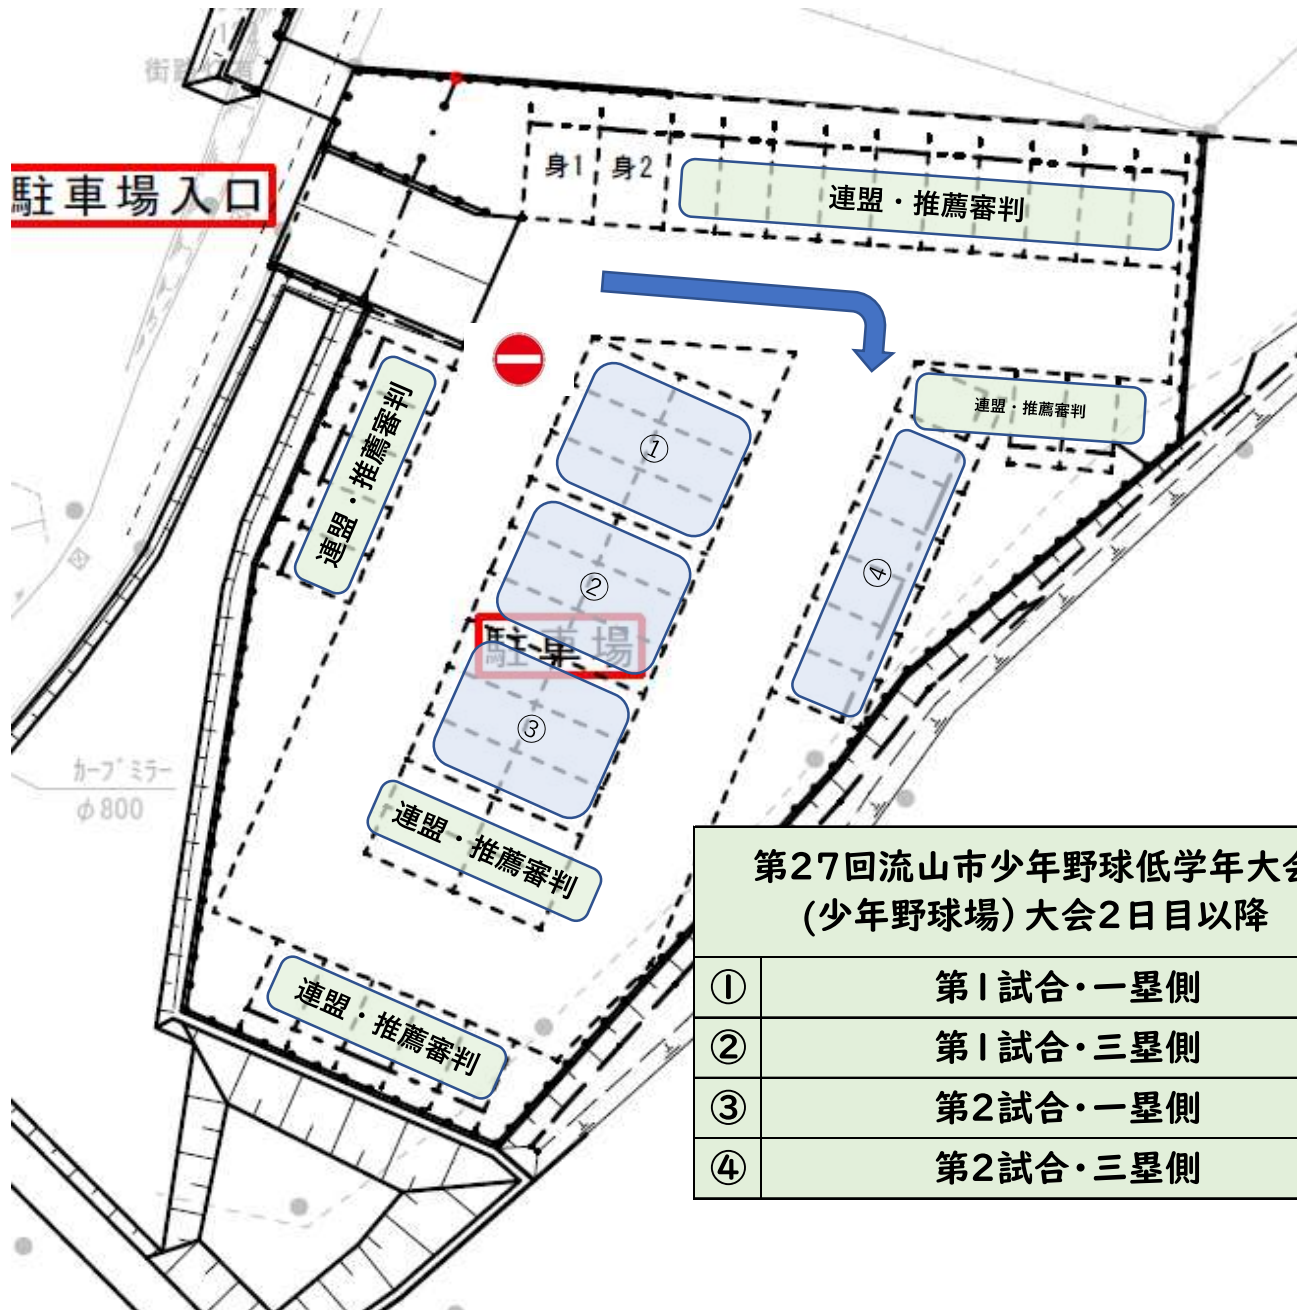 駐車場入口
身1
身2
連盟・推薦審判
連盟・推薦審判
連盟・推薦審判
①
②
駐車場
③
④
カーブミラー
φ800
連盟・推薦審判
連盟・推薦審判
第27回流山市少年野球低学年大会
(少年野球場)大会2日目以降
① 第1試合・一塁側
② 第1試合・三塁側
③ 第2試合・一塁側
④ 第2試合・三塁側